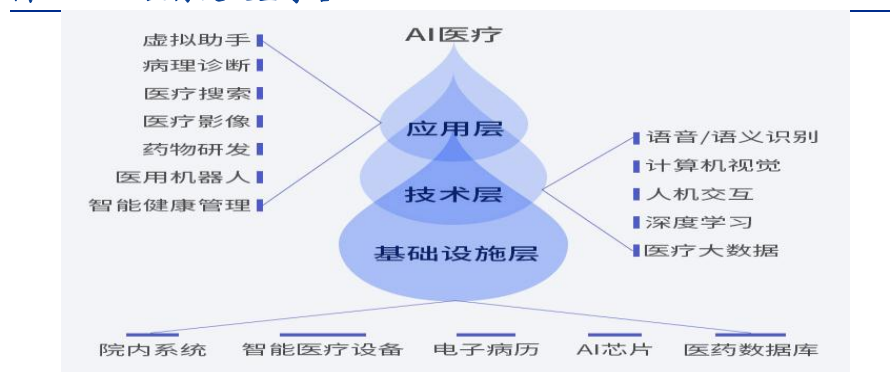 AI医疗
虚拟助手
病理诊断
医疗搜索
医疗影像
药物研发
医用机器人
智能健康管理
应用层
技术层
基础设施层
语音/语义识别
计算机视觉
人机交互
深度学习
医疗大数据
院内系统
智能医疗设备
电子病历
AI芯片
医药数据库